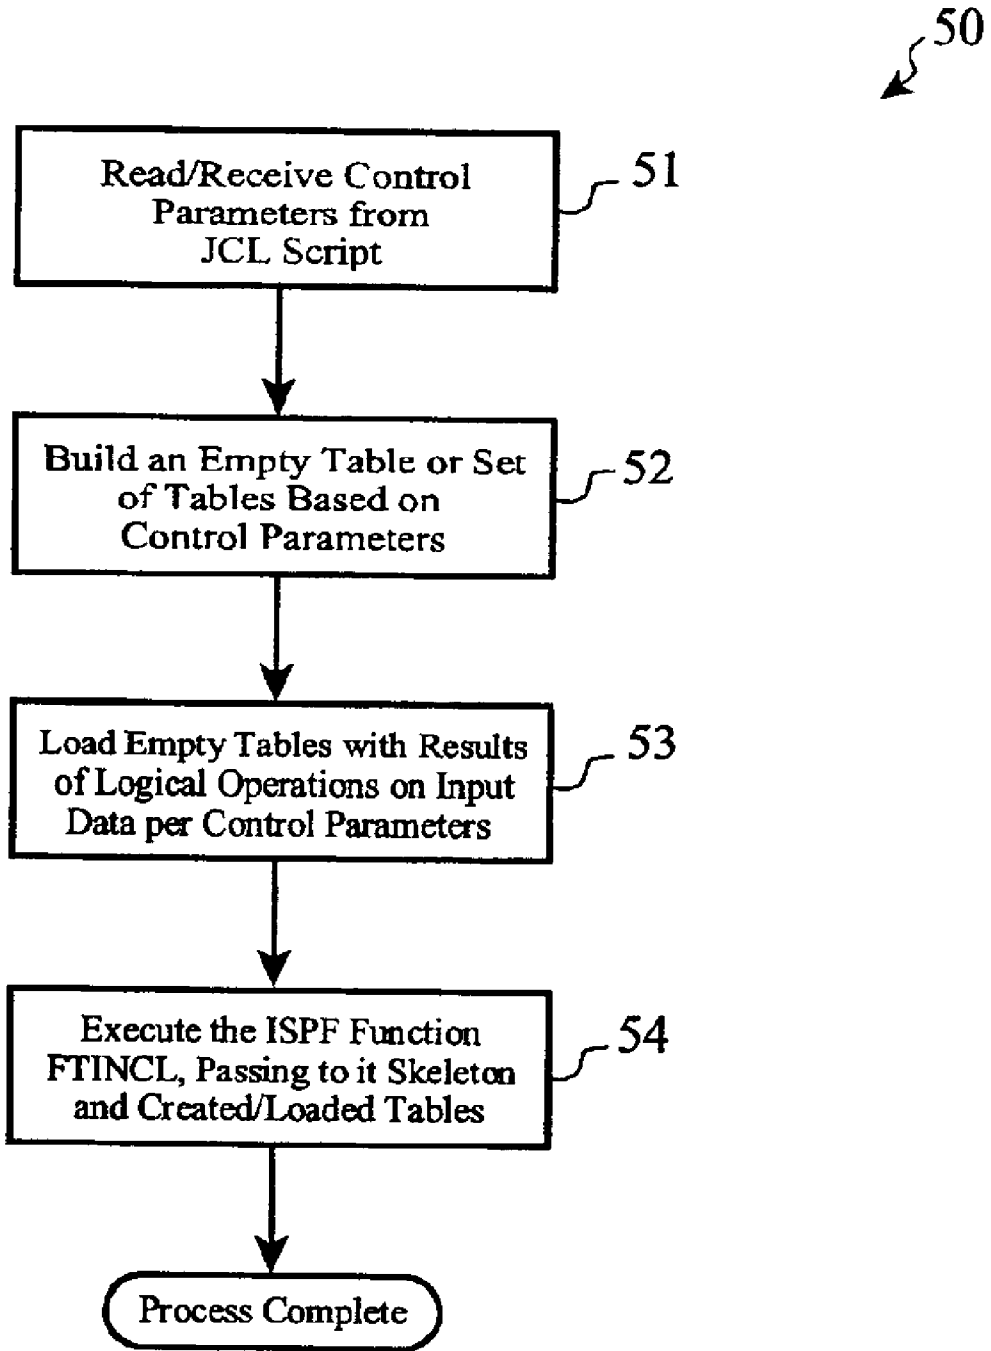 50
Read/Receive Control
Parameters from
JCL Script
51
Build an Empty Table or Set
of Tables Based on
Control Parameters
52
Load Empty Tables with Results
of Logical Operations on Input
Data per Control Parameters
53
Execute the ISPF Function
FTINCL, Passing to it Skeleton
and Created/Loaded Tables
54
Process Complete